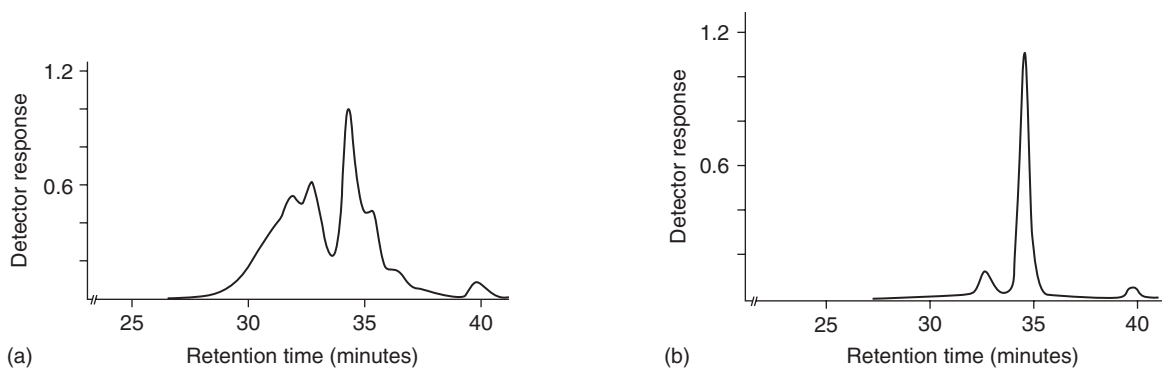 1.2
0.6
Detector response
25 30 35 40
(a) Retention time (minutes)
1.2
0.6
Detector response
25 30 35 40
(b) Retention time (minutes)